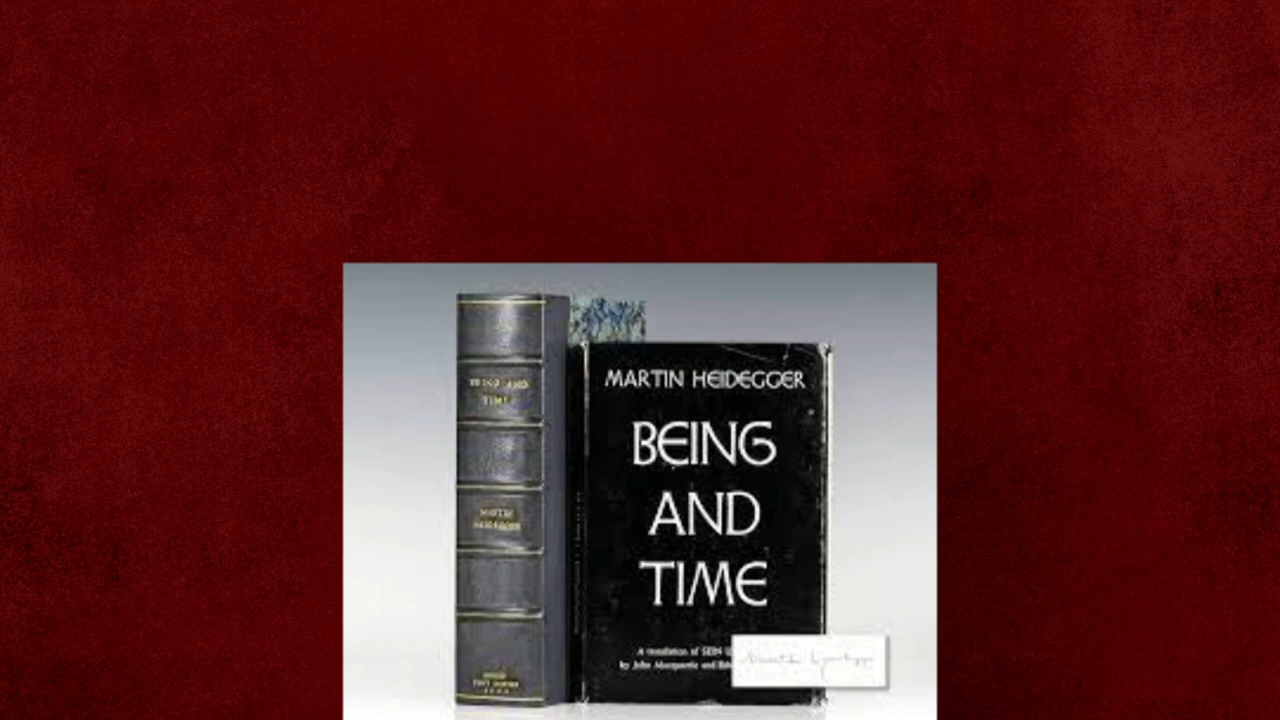 BEING AND
TIME
MARTIN
HEIDEGGER
MARTIN HEIDEGGER
BEING
AND
TIME
A translation of SEIN U
by John Macquarrie and